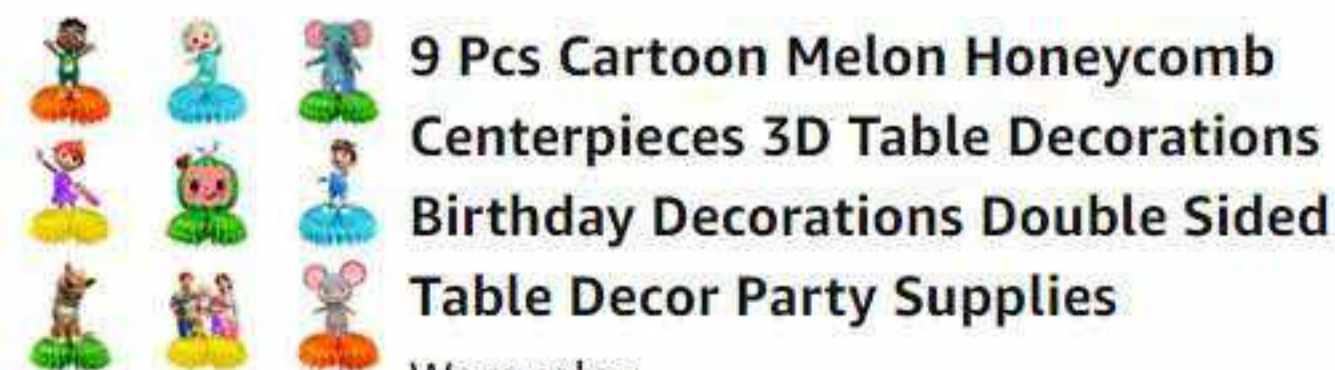 9 Pcs Cartoon Melon Honeycomb
Centerpieces 3D Table Decorations
Birthday Decorations Double Sided
Table Decor Party Supplies